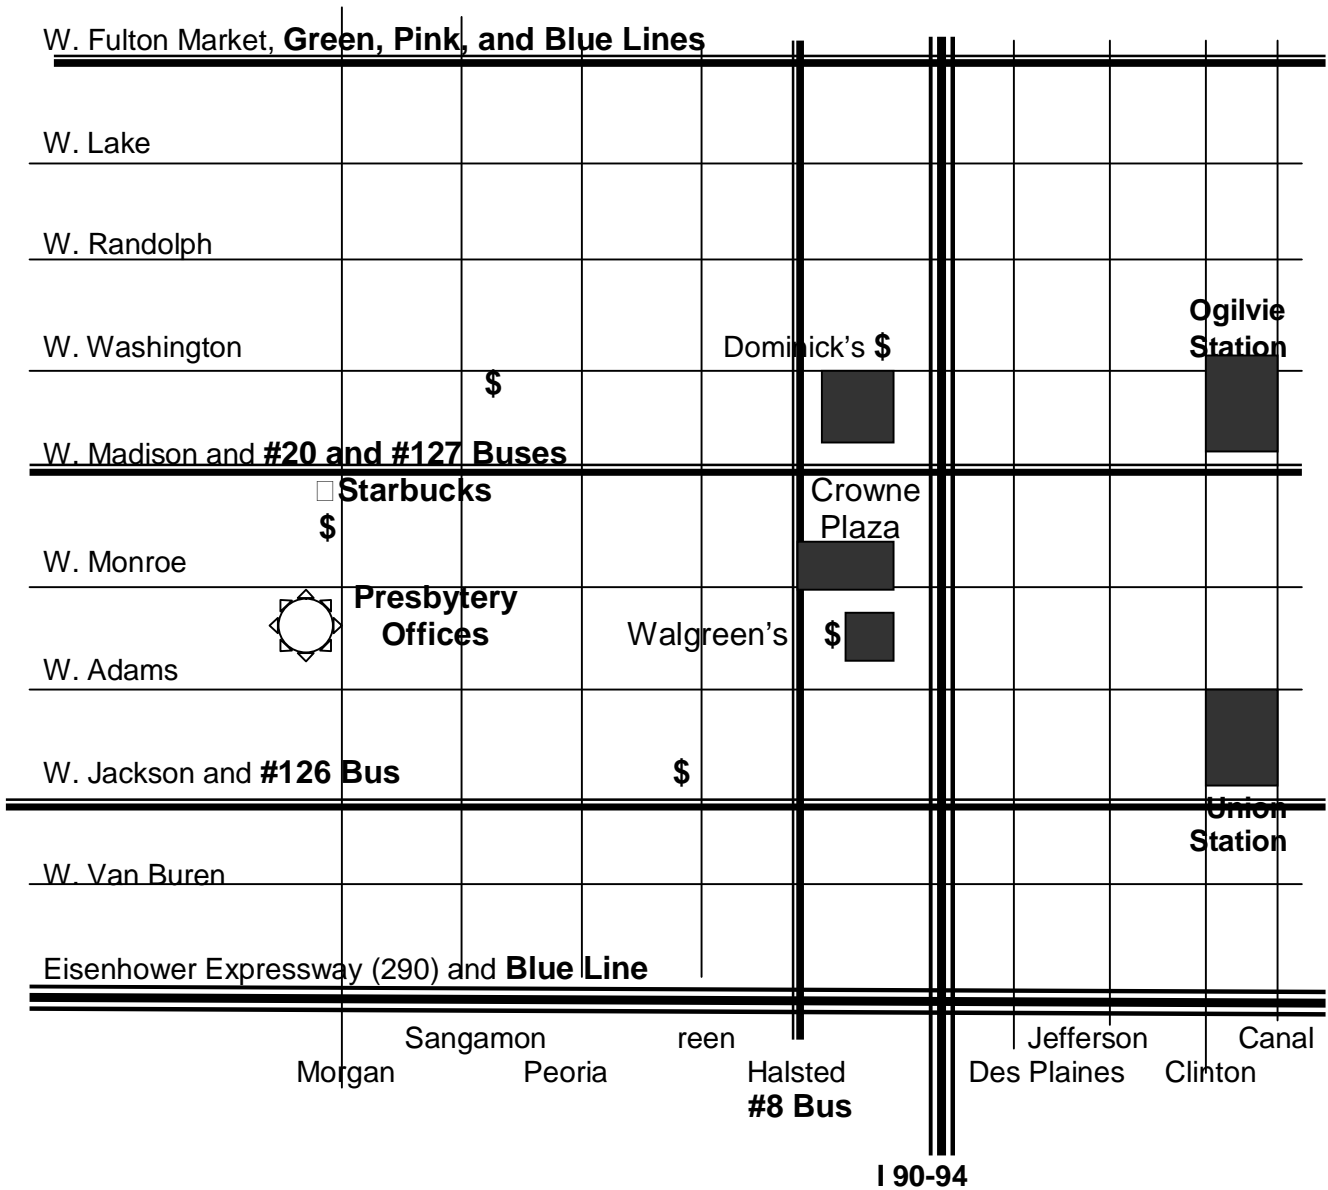 W. Fulton Market, Green, Pink, and Blue Lines
W. Lake
W. Randolph
Ogilvie
Station
W. Washington
Dominick's $
$
W. Madison and #20 and #127 Buses
Starbucks
$
Crowne
Plaza
W. Monroe
Presbytery
Offices
Walgreen's $
W. Adams
W. Jackson and #126 Bus
$
Union
Station
W. Van Buren
Eisenhower Expressway (290) and Blue Line
Sangamon reen Jefferson Canal
Morgan Peoria Halsted Des Plaines Clinton
#8 Bus
I 90-94